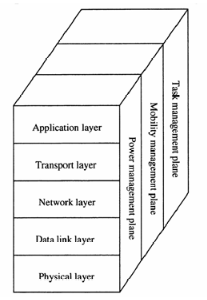 Application layer
Transport layer
Network layer
Data link layer
Physical layer
Power management plane
Mobility management plane
Task management plane